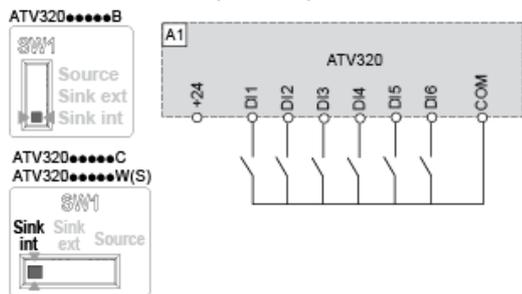 ATV320●●●●●B
SW1
Source
Sink ext
Sink int
A1
ATV320
+24
DI1
DI2
DI3
DI4
DI5
DI6
COM
ATV320●●●●●C
ATV320●●●●●W(S)
SW1
Sink int
Sink ext
Source